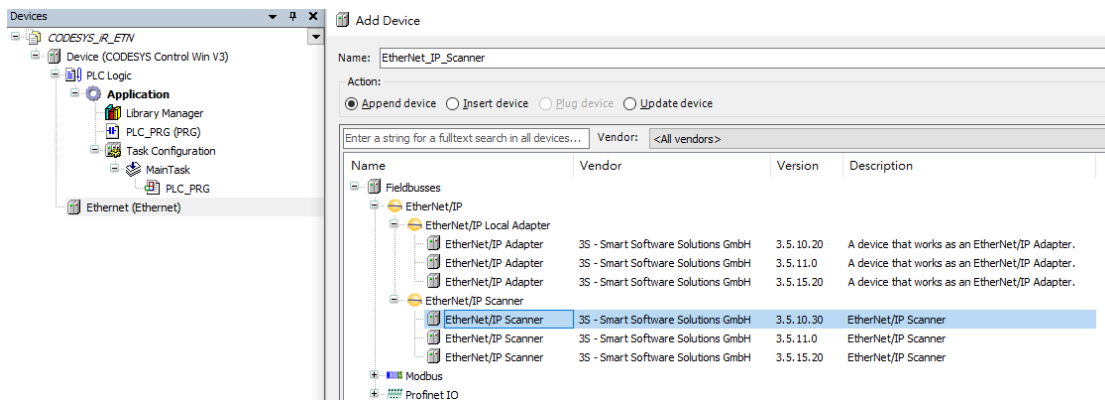 Devices
CODESYS_iR_ETN
Device (CODESYS Control Win V3)
PLC Logic
Application
Library Manager
PLC_PRG (PRG)
Task Configuration
MainTask
PLC_PRG
Ethernet (Ethernet)
Add Device
Name: EtherNet_IP_Scanner
Action:
Append device Insert device Plug device Update device
Enter a string for a fulltext search in all devices... Vendor: <All vendors>
Name Vendor Version Description
Fieldbusses
EtherNet/IP
EtherNet/IP Local Adapter
EtherNet/IP Adapter 3S - Smart Software Solutions GmbH 3.5.10.20 A device that works as an EtherNet/IP Adapter.
EtherNet/IP Adapter 3S - Smart Software Solutions GmbH 3.5.11.0 A device that works as an EtherNet/IP Adapter.
EtherNet/IP Adapter 3S - Smart Software Solutions GmbH 3.5.15.20 A device that works as an EtherNet/IP Adapter.
EtherNet/IP Scanner
EtherNet/IP Scanner 3S - Smart Software Solutions GmbH 3.5.10.30 EtherNet/IP Scanner
EtherNet/IP Scanner 3S - Smart Software Solutions GmbH 3.5.11.0 EtherNet/IP Scanner
EtherNet/IP Scanner 3S - Smart Software Solutions GmbH 3.5.15.20 EtherNet/IP Scanner
Modbus
Profinet IO